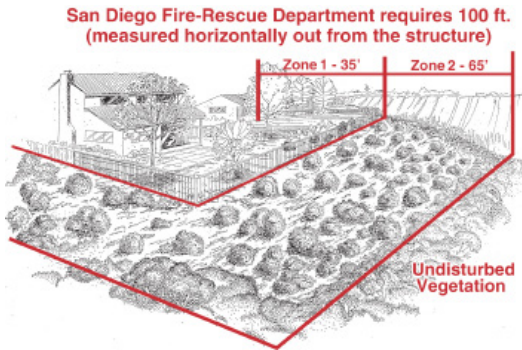 San Diego Fire-Rescue Department requires 100 ft.
(measured horizontally out from the structure)
Zone 1 - 35'
Zone 2 - 65'
Undisturbed
Vegetation